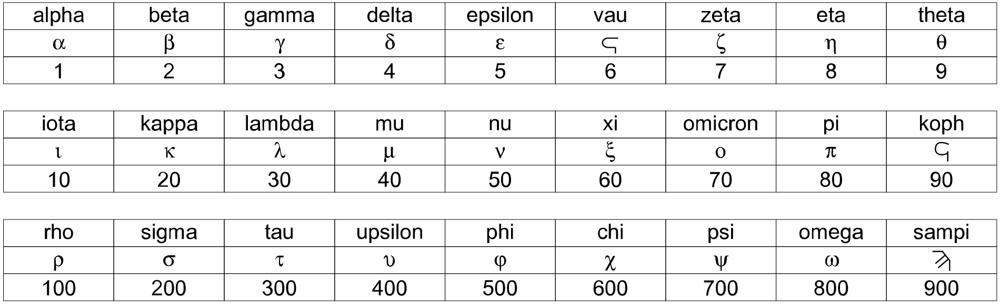 alpha beta gamma delta epsilon vau zeta eta theta
α β γ δ ε ϛ ζ η θ
1 2 3 4 5 6 7 8 9
iota kappa lambda mu nu xi omicron pi koph
ι κ λ μ ν ξ ο π ϟ
10 20 30 40 50 60 70 80 90
rho sigma tau upsilon phi chi psi omega sampi
ρ σ τ υ φ χ ψ ω ϡ
100 200 300 400 500 600 700 800 900